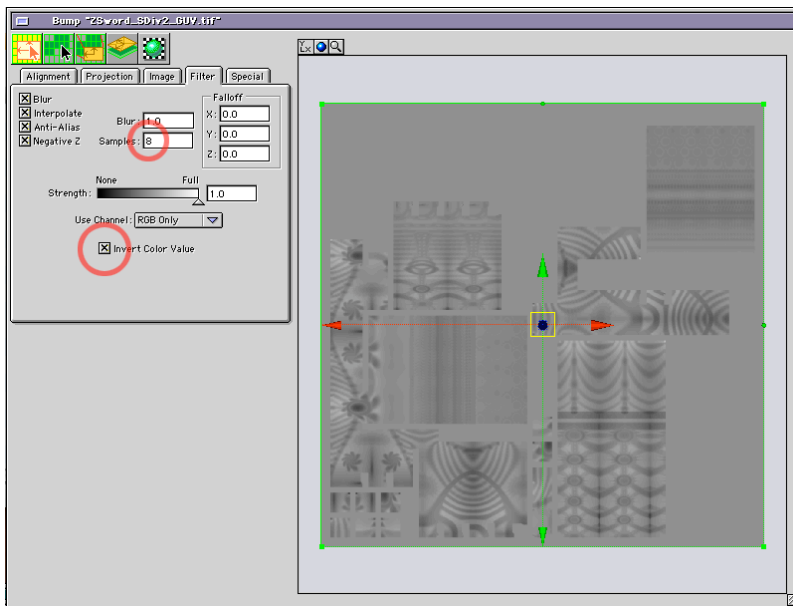 Bump "ZSword_SDiv2_GUV.tif"
Alignment Projection Image Filter Special
Blur
Interpolate
Anti-Alias
Negative Z
Blur: 1.0
Samples: 8
Falloff
X: 0.0
Y: 0.0
Z: 0.0
None Full
Strength: 1.0
Use Channel: RGB Only
Invert Color Value